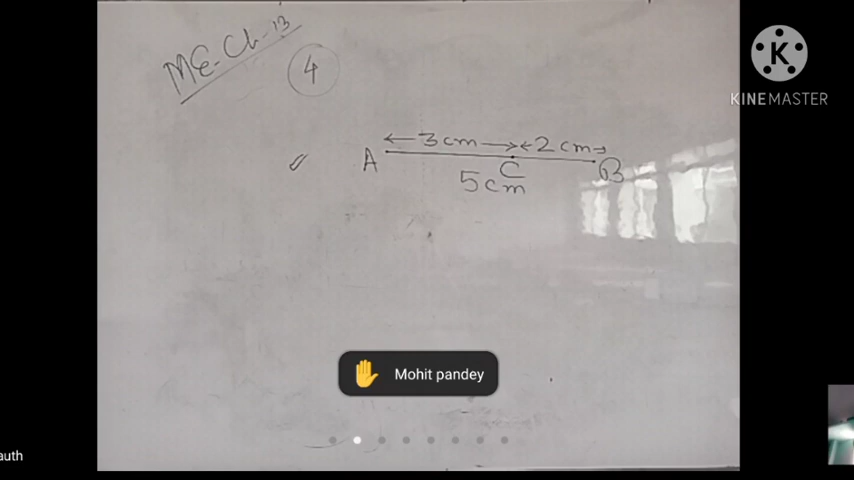 ME-Ch-13
4
K
KINEMASTER
3 cm 2 cm
A C B
5 cm
Mohit pandey
auth